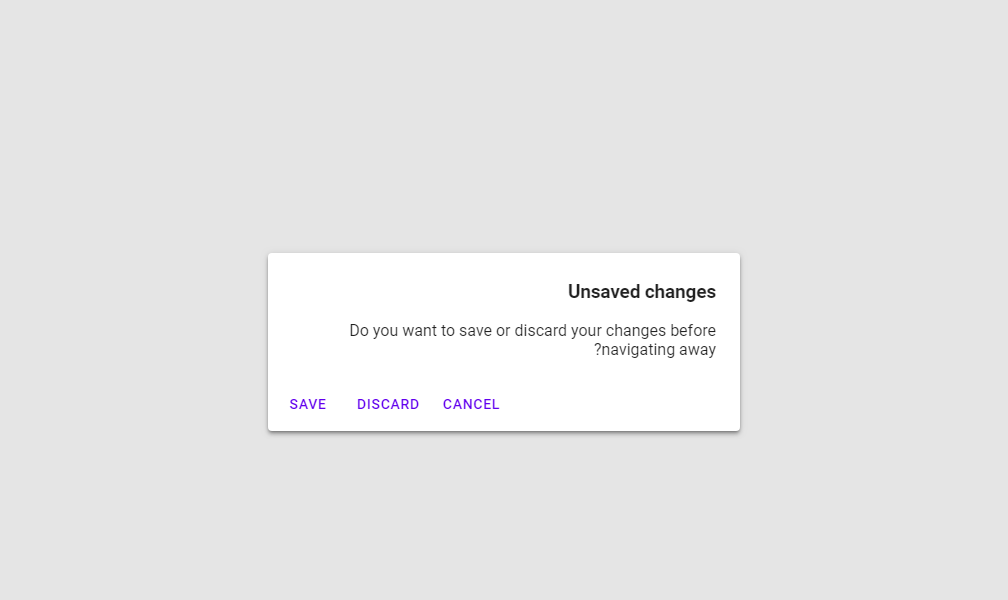 Unsaved changes
Do you want to save or discard your changes before
?navigating away
SAVE DISCARD CANCEL